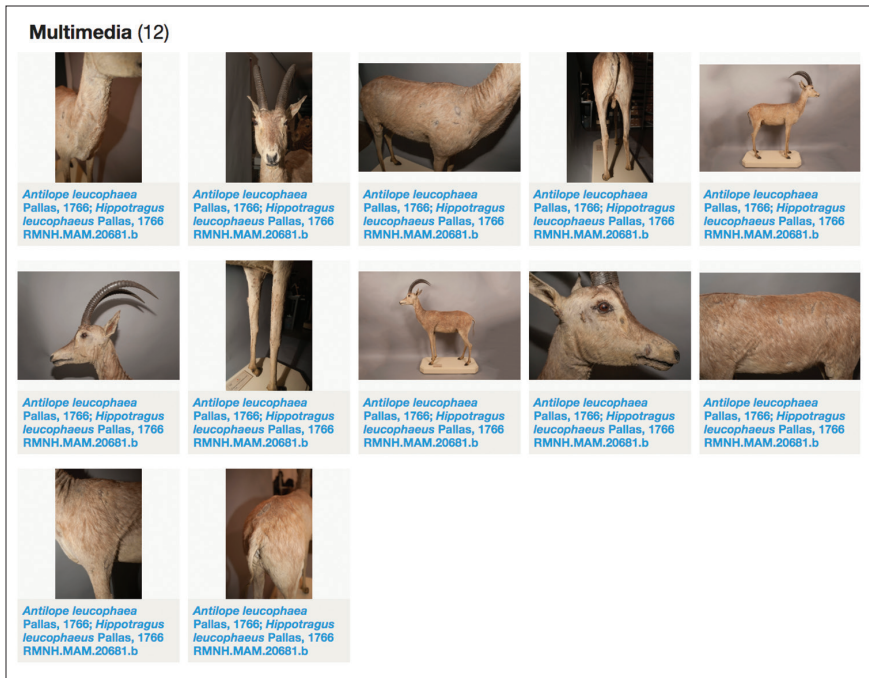 Multimedia (12)
Antilope leucophaea
Pallas, 1766; Hippotragus
leucophaeus Pallas, 1766
RMNH.MAM.20681.b
Antilope leucophaea
Pallas, 1766; Hippotragus
leucophaeus Pallas, 1766
RMNH.MAM.20681.b
Antilope leucophaea
Pallas, 1766; Hippotragus
leucophaeus Pallas, 1766
RMNH.MAM.20681.b
Antilope leucophaea
Pallas, 1766; Hippotragus
leucophaeus Pallas, 1766
RMNH.MAM.20681.b
Antilope leucophaea
Pallas, 1766; Hippotragus
leucophaeus Pallas, 1766
RMNH.MAM.20681.b
Antilope leucophaea
Pallas, 1766; Hippotragus
leucophaeus Pallas, 1766
RMNH.MAM.20681.b
Antilope leucophaea
Pallas, 1766; Hippotragus
leucophaeus Pallas, 1766
RMNH.MAM.20681.b
Antilope leucophaea
Pallas, 1766; Hippotragus
leucophaeus Pallas, 1766
RMNH.MAM.20681.b
Antilope leucophaea
Pallas, 1766; Hippotragus
leucophaeus Pallas, 1766
RMNH.MAM.20681.b
Antilope leucophaea
Pallas, 1766; Hippotragus
leucophaeus Pallas, 1766
RMNH.MAM.20681.b
Antilope leucophaea
Pallas, 1766; Hippotragus
leucophaeus Pallas, 1766
RMNH.MAM.20681.b
Antilope leucophaea
Pallas, 1766; Hippotragus
leucophaeus Pallas, 1766
RMNH.MAM.20681.b